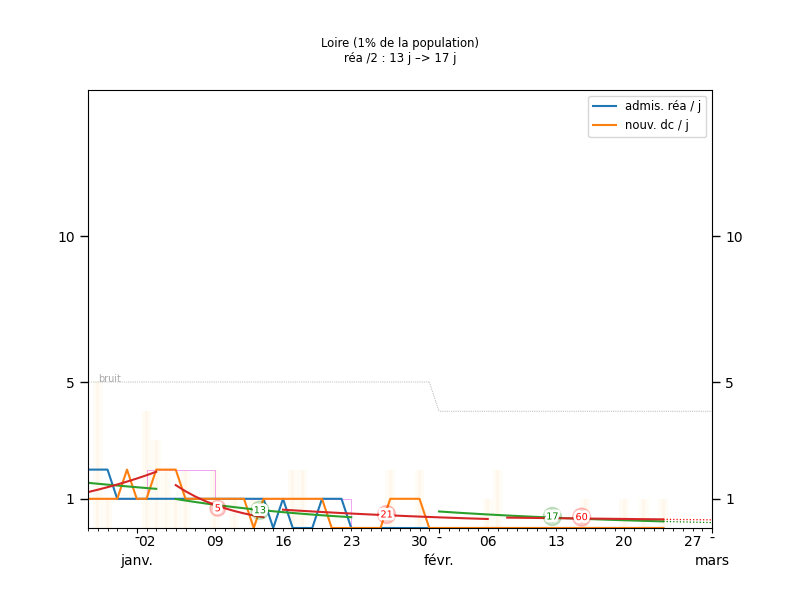 Loire (1% de la population)
réa /2 : 13 j –> 17 j
admis. réa / j
nouv. dc / j
10 10
bruit
5 5
1 1
5 13 21 17 60
02 09 16 23 30 06 13 20 27
janv. févr. mars